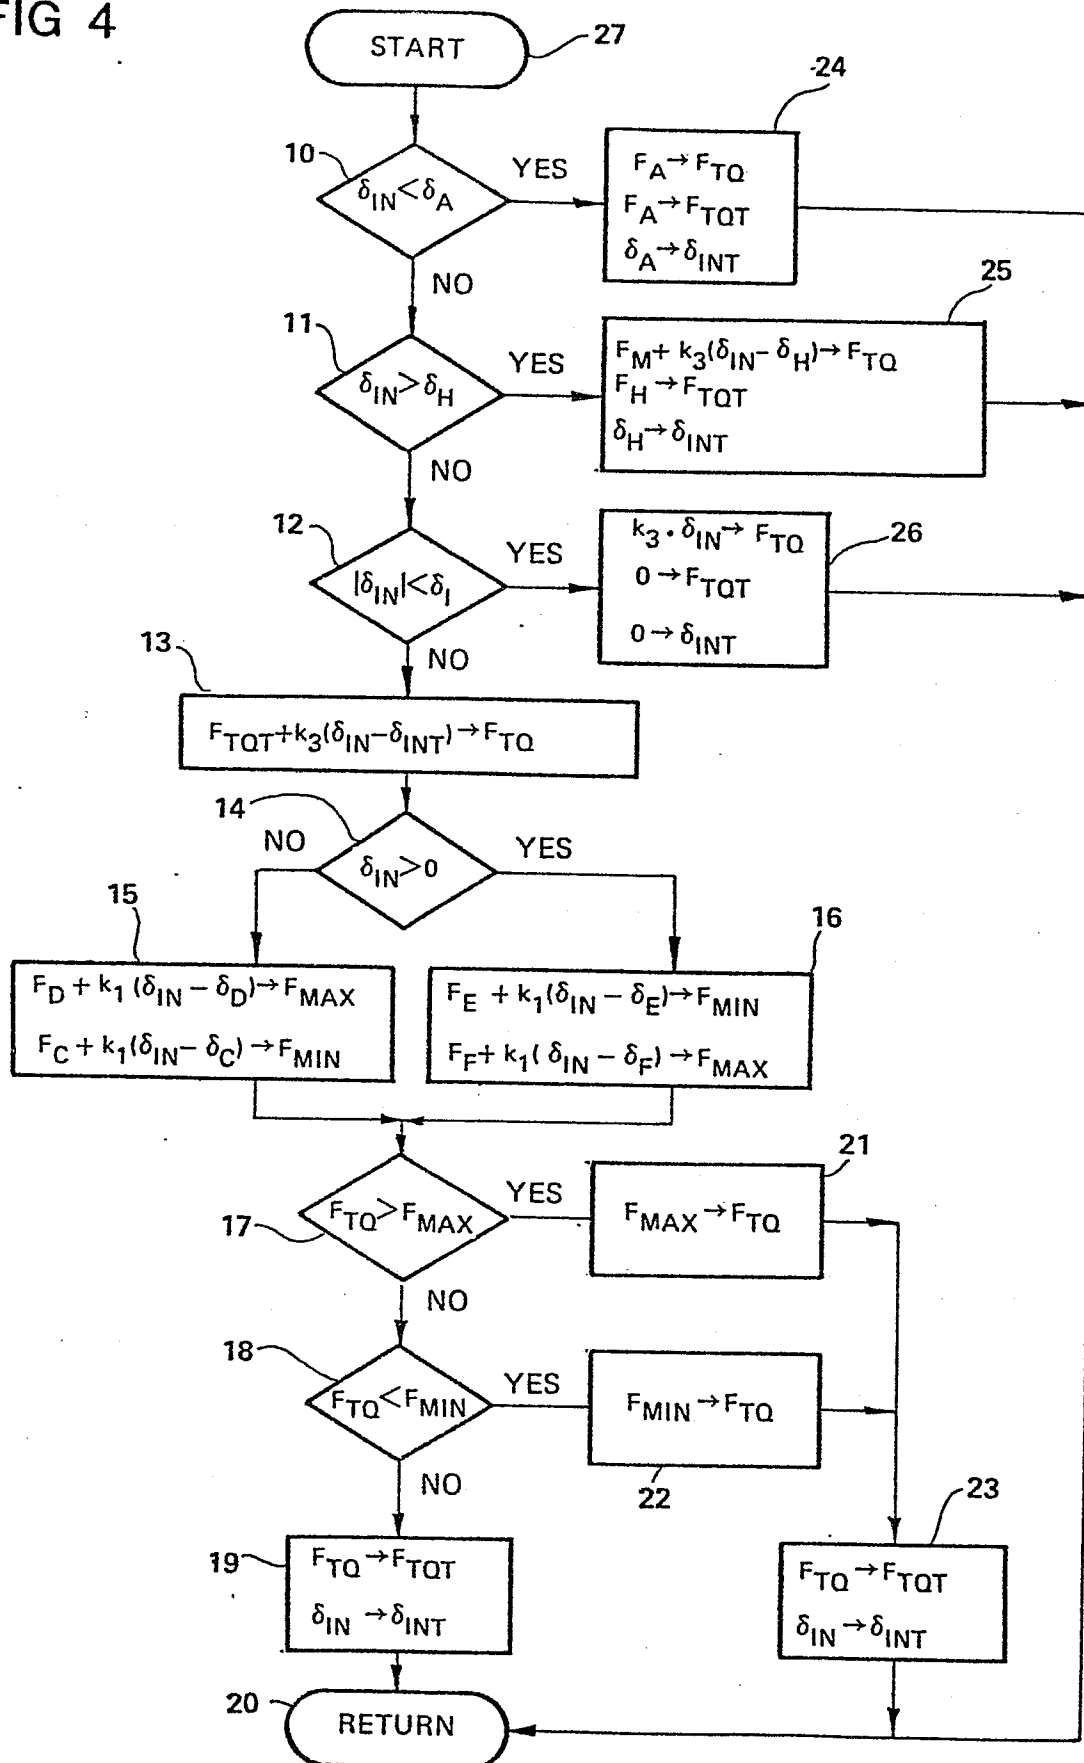 FIG 4
START
27
10
δIN<δA
YES
24
FA→FTQ
FA→FTQT
δA→δINT
NO
11
δIN>δH
YES
25
FM+ k3(δIN- δH)→FTQ
FH→FTQT
δH→δINT
NO
12
|δIN|<δI
YES
26
k3·δIN→ FTQ
0→FTQT
0→δINT
NO
13
FTQT+k3(δIN-δINT)→FTQ
14
δIN>0
NO
YES
15
FD+k1(δIN-δD)→FMAX
FC+k1(δIN-δC)→FMIN
16
FE +k1(δIN-δE)→FMIN
FF+k1(δIN-δF)→FMAX
17
FTQ>FMAX
YES
21
FMAX→FTQ
NO
18
FTQ<FMIN
YES
FMIN→FTQ
22
NO
19
FTQ→FTQT
δIN→δINT
23
FTQ→FTQT
δIN→δINT
20
RETURN